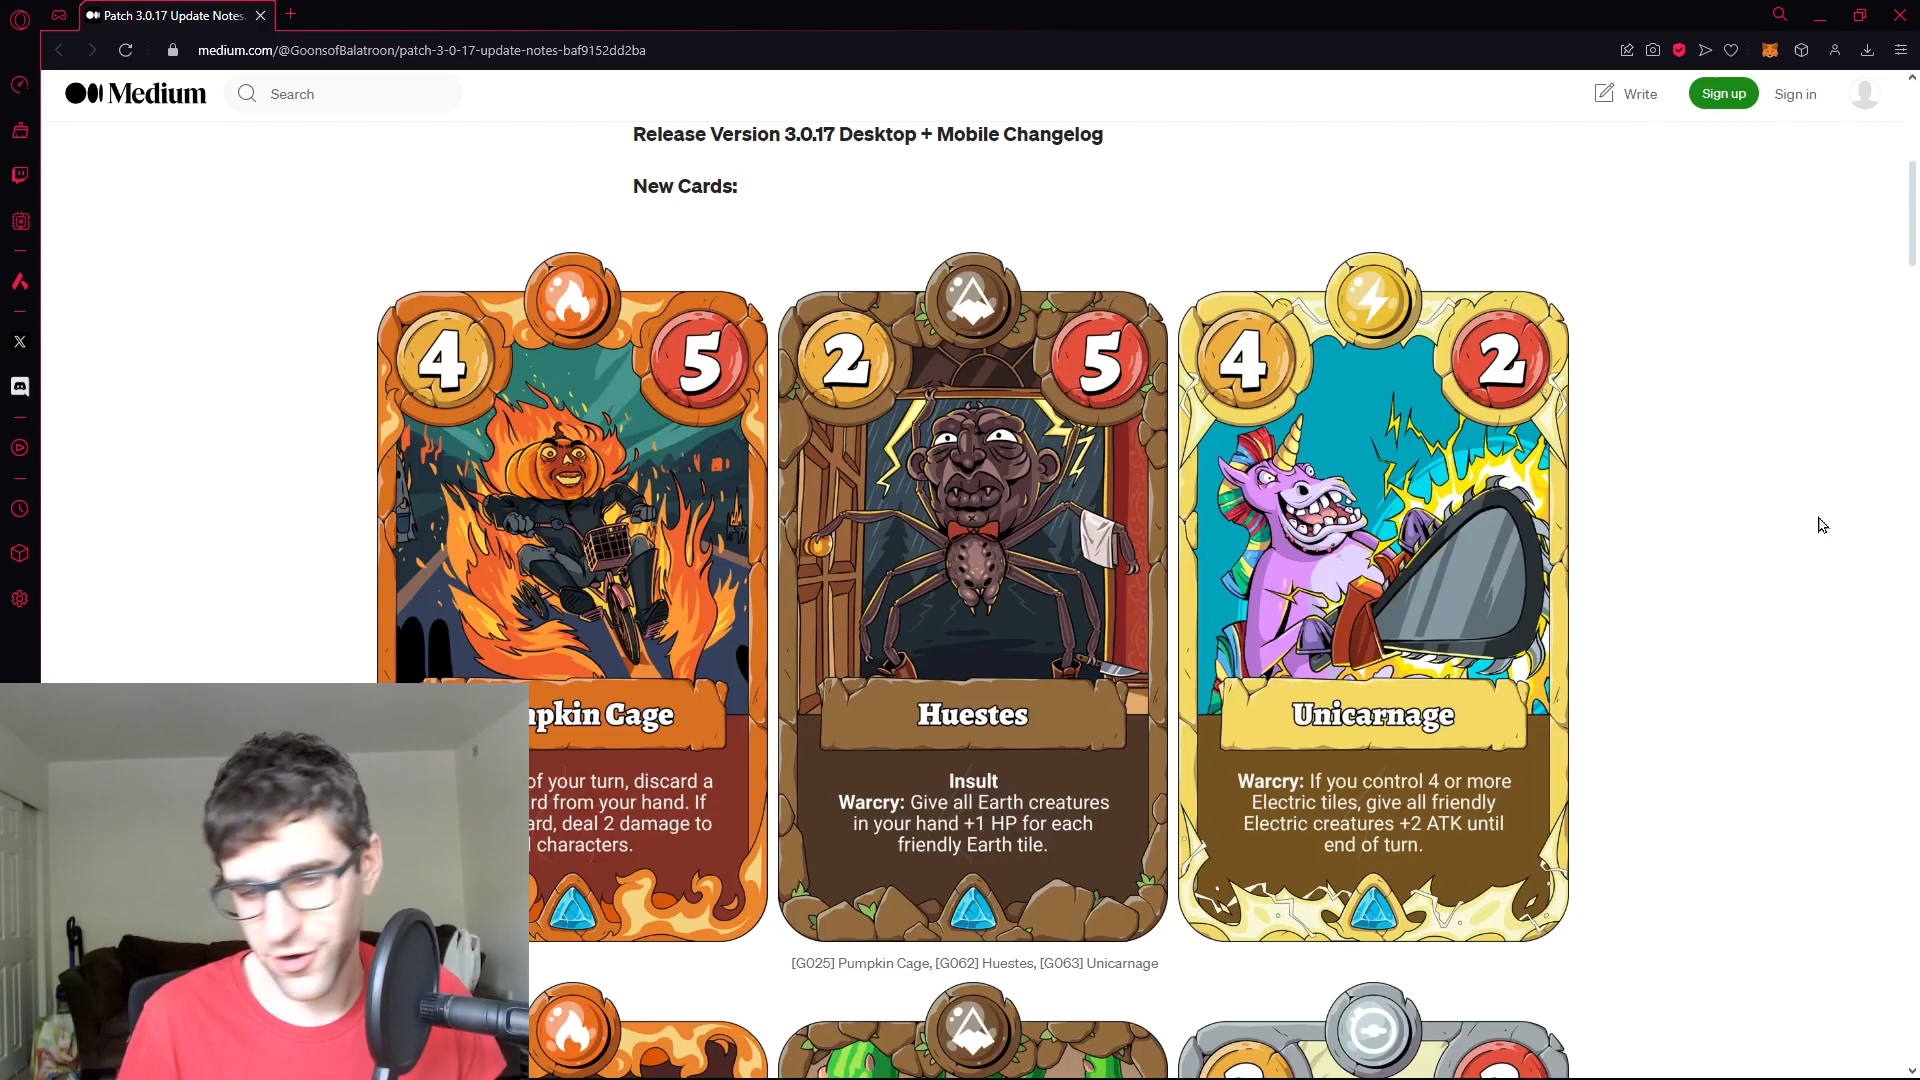 Patch 3.0.17 Update Notes.
medium.com/@GoonsofBalatroon/patch-3-0-17-update-notes-baf9152dd2ba
Medium
Search
Write
Sign up
Sign in
Release Version 3.0.17 Desktop + Mobile Changelog
New Cards:
4
5
2
5
4
2
pkin Cage
Huestes
Unicarnage
of your turn, discard a
rd from your hand. If
ard, deal 2 damage to
characters.
Insult
Warcry: Give all Earth creatures
in your hand +1 HP for each
friendly Earth tile.
Warcry: If you control 4 or more
Electric tiles, give all friendly
Electric creatures +2 ATK until
end of turn.
[G025] Pumpkin Cage, [G062] Huestes, [G063] Unicarnage